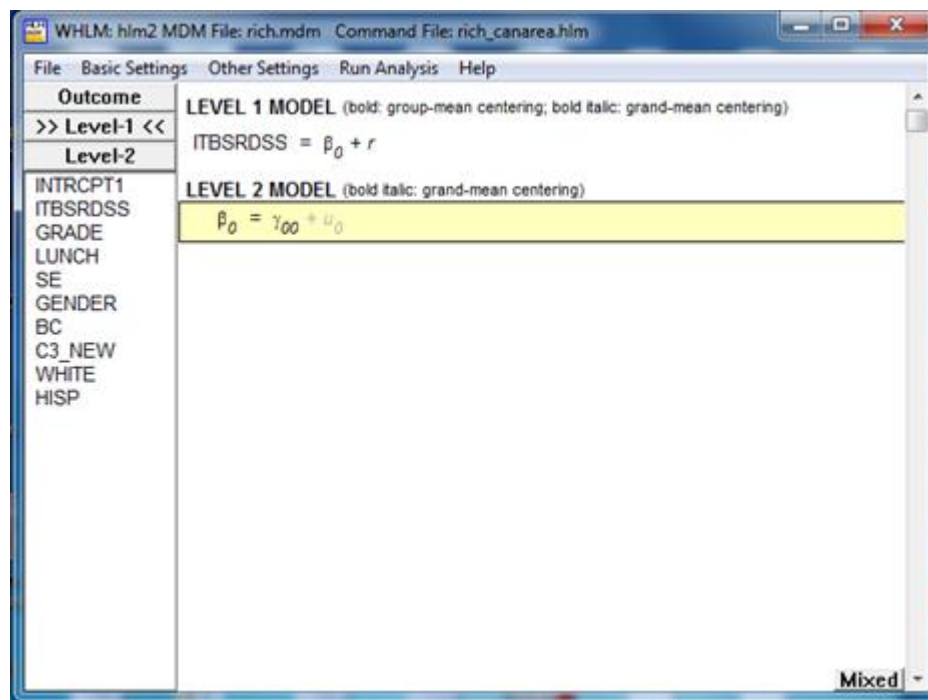 WHLM: hlm2 MDM File: rich.mdm Command File: rich_canarea.hlm
File Basic Settings Other Settings Run Analysis Help
Outcome
>> Level-1 <<
Level-2
INTRCPT1
ITBSRDSS
GRADE
LUNCH
SE
GENDER
BC
C3_NEW
WHITE
HISP
LEVEL 1 MODEL (bold: group-mean centering; bold italic: grand-mean centering)
ITBSRDSS = β0 + r
LEVEL 2 MODEL (bold italic: grand-mean centering)
β0 = γ00 + u0
Mixed